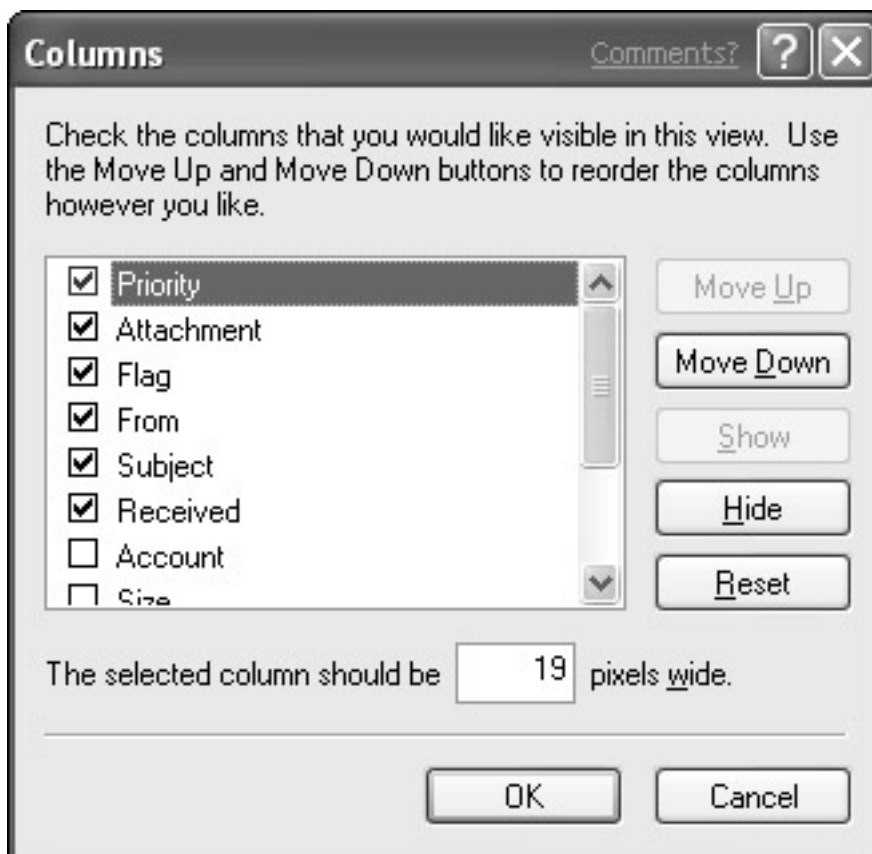 Columns Comments? ?
Check the columns that you would like visible in this view. Use
the Move Up and Move Down buttons to reorder the columns
however you like.
Priority
Attachment
Flag
From
Subject
Received
Account
Size
Move Up
Move Down
Show
Hide
Reset
The selected column should be 19 pixels wide.
OK Cancel